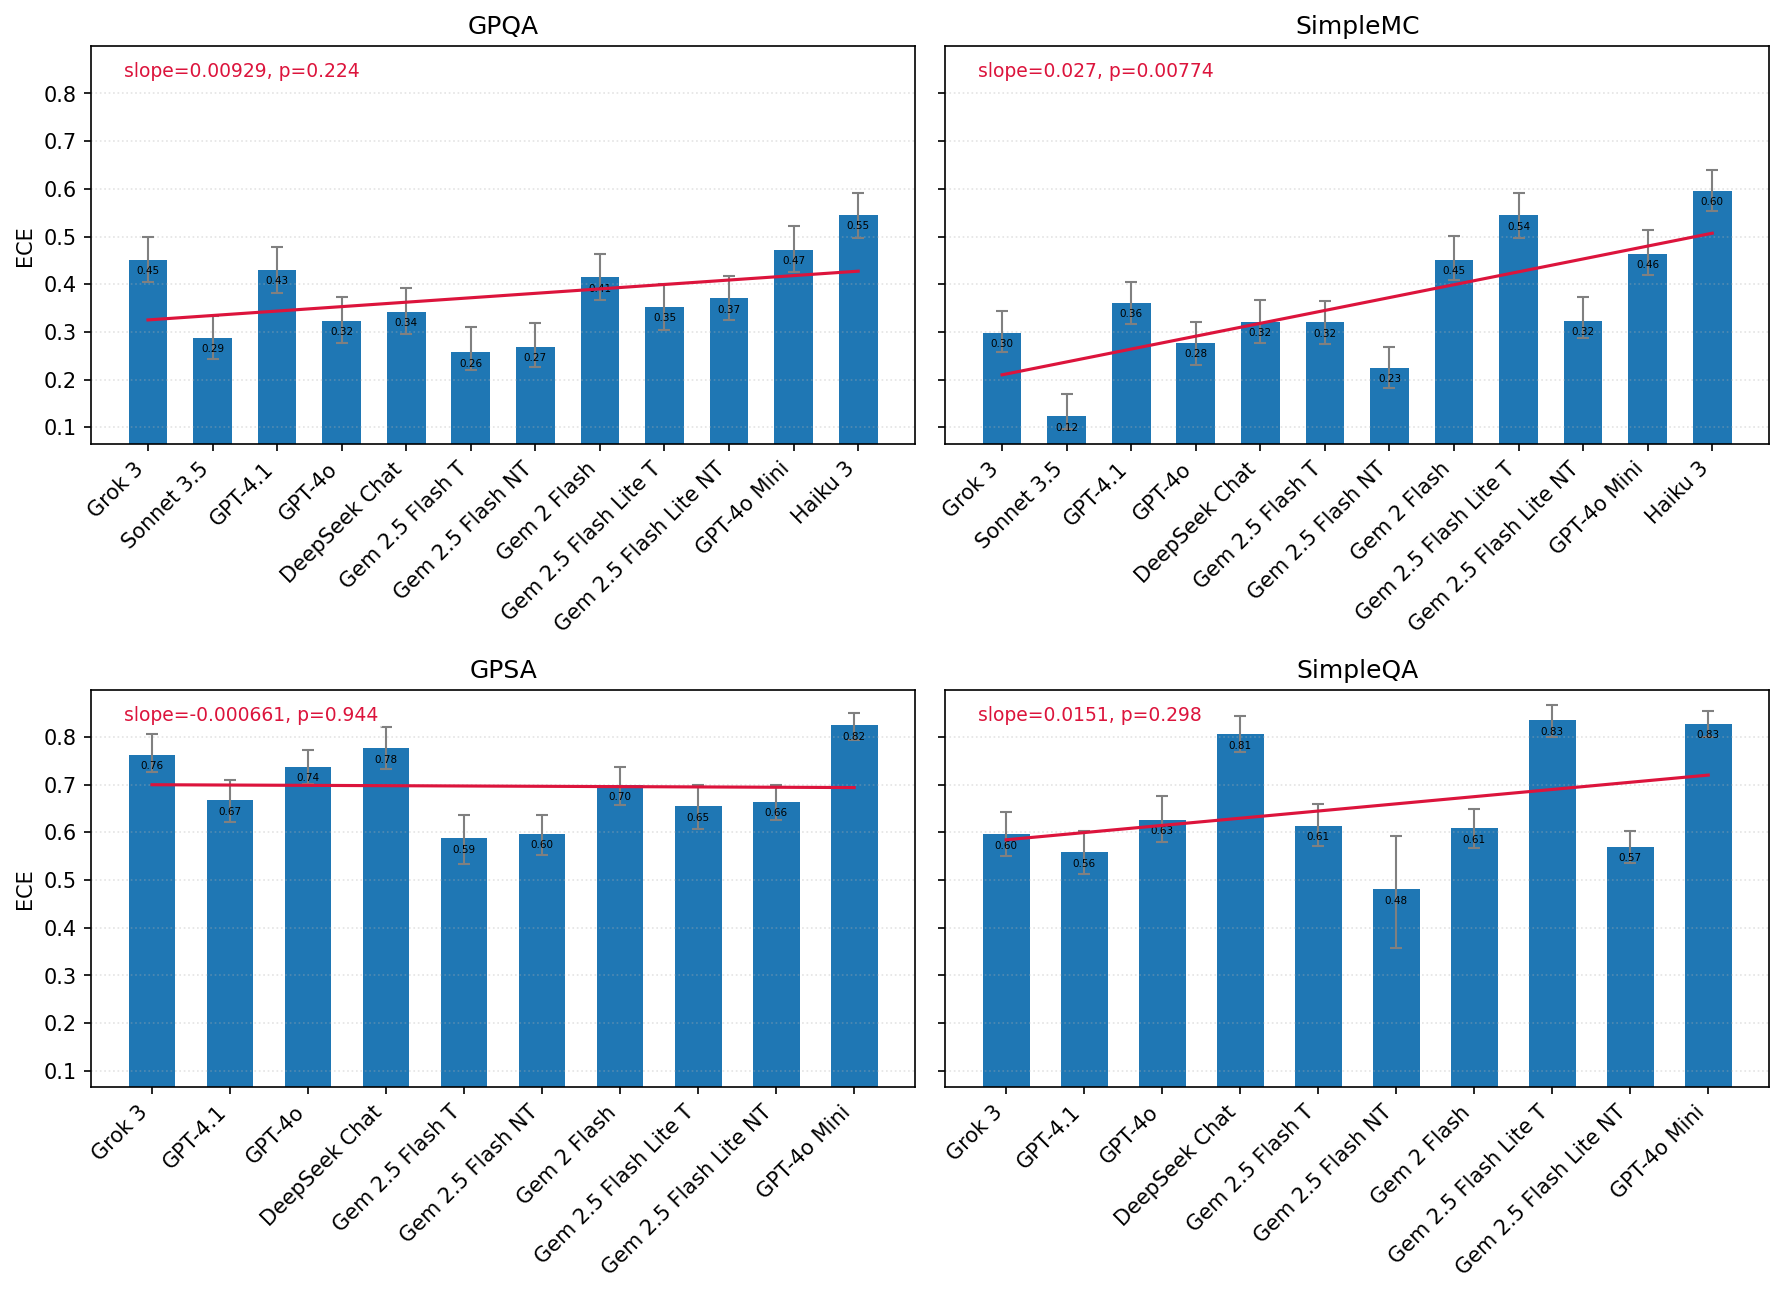 GPQA
slope=0.00929, p=0.224
ECE
0.8
0.7
0.6
0.5
0.4
0.3
0.2
0.1
0.45
0.29
0.43
0.32
0.34
0.26
0.27
0.41
0.35
0.37
0.47
0.55
Grok 3
Sonnet 3.5
GPT-4.1
GPT-4o
DeepSeek Chat
Gem 2.5 Flash T
Gem 2.5 Flash NT
Gem 2 Flash
Gem 2.5 Flash Lite T
Gem 2.5 Flash Lite NT
GPT-4o Mini
Haiku 3
SimpleMC
slope=0.027, p=0.00774
0.30
0.12
0.36
0.28
0.32
0.32
0.23
0.45
0.54
0.32
0.46
0.60
Grok 3
Sonnet 3.5
GPT-4.1
GPT-4o
DeepSeek Chat
Gem 2.5 Flash T
Gem 2.5 Flash NT
Gem 2 Flash
Gem 2.5 Flash Lite T
Gem 2.5 Flash Lite NT
GPT-4o Mini
Haiku 3
GPSA
slope=-0.000661, p=0.944
ECE
0.8
0.7
0.6
0.5
0.4
0.3
0.2
0.1
0.76
0.67
0.74
0.78
0.59
0.60
0.70
0.65
0.66
0.82
Grok 3
GPT-4.1
GPT-4o
DeepSeek Chat
Gem 2.5 Flash T
Gem 2.5 Flash NT
Gem 2 Flash
Gem 2.5 Flash Lite T
Gem 2.5 Flash Lite NT
GPT-4o Mini
SimpleQA
slope=0.0151, p=0.298
0.60
0.56
0.63
0.81
0.61
0.48
0.61
0.83
0.57
0.83
Grok 3
GPT-4.1
GPT-4o
DeepSeek Chat
Gem 2.5 Flash T
Gem 2.5 Flash NT
Gem 2 Flash
Gem 2.5 Flash Lite T
Gem 2.5 Flash Lite NT
GPT-4o Mini